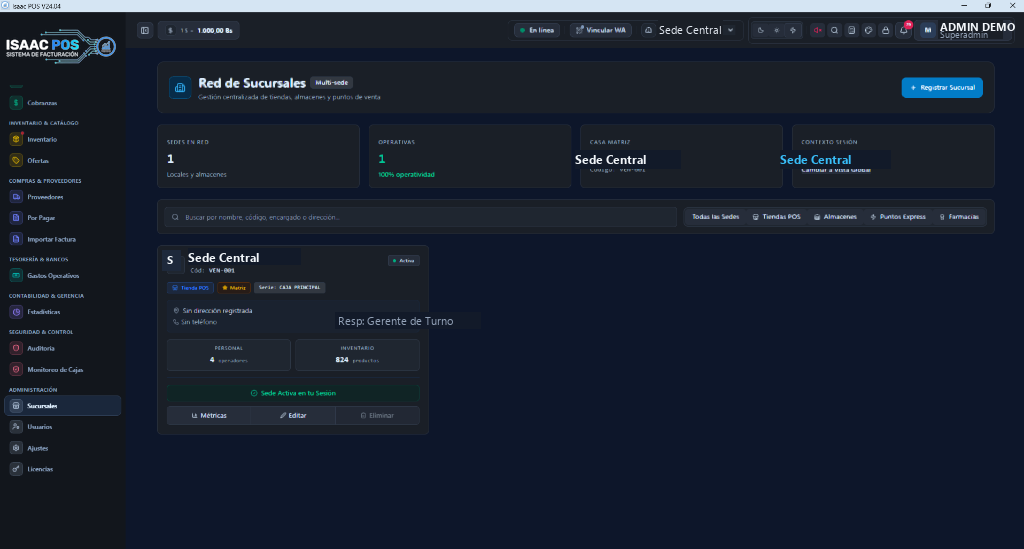 Isaac POS V24.04
ISAAC POS
SISTEMA DE FACTURACIÓN
$ 1$ = 1.000,00 Bs
En línea
Vincular WA
Sede Central
ADMIN DEMO
Superadmin
Cobranzas
INVENTARIO & CATÁLOGO
Inventario
Ofertas
COMPRAS & PROVEEDORES
Proveedores
Por Pagar
Importar Factura
TESORERÍA & BANCOS
Gastos Operativos
CONTABILIDAD & GERENCIA
Estadísticas
SEGURIDAD & CONTROL
Auditoría
Monitoreo de Cajas
ADMINISTRACIÓN
Sucursales
Usuarios
Ajustes
Licencias
Red de Sucursales Multi-sede
Gestión centralizada de tiendas, almacenes y puntos de venta
+ Registrar Sucursal
SEDES EN RED
1
Locales y almacenes
OPERATIVAS
1
100% operatividad
CASA MATRIZ
Sede Central
Código: VEN-001
CONTEXTO SESIÓN
Sede Central
Cambiar a Vista Global
Buscar por nombre, código, encargado o dirección...
Todas las Sedes
Tiendas POS
Almacenes
Puntos Express
Farmacias
S
Sede Central
Cód: VEN-001
Activa
Tienda POS
Matriz
Serie: CAJA PRINCIPAL
Sin dirección registrada
Sin teléfono
Resp: Gerente de Turno
PERSONAL
4 operadores
INVENTARIO
824 productos
Sede Activa en tu Sesión
Métricas
Editar
Eliminar